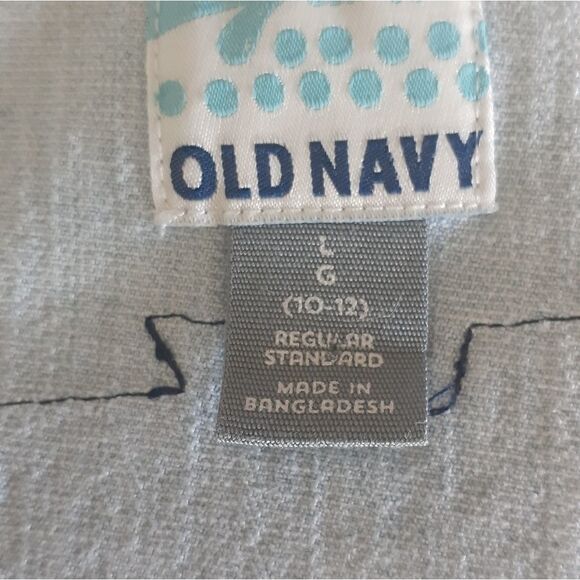 OLD NAVY
L
G
(10-12)
REGULAR
STANDARD
MADE IN
BANGLADESH